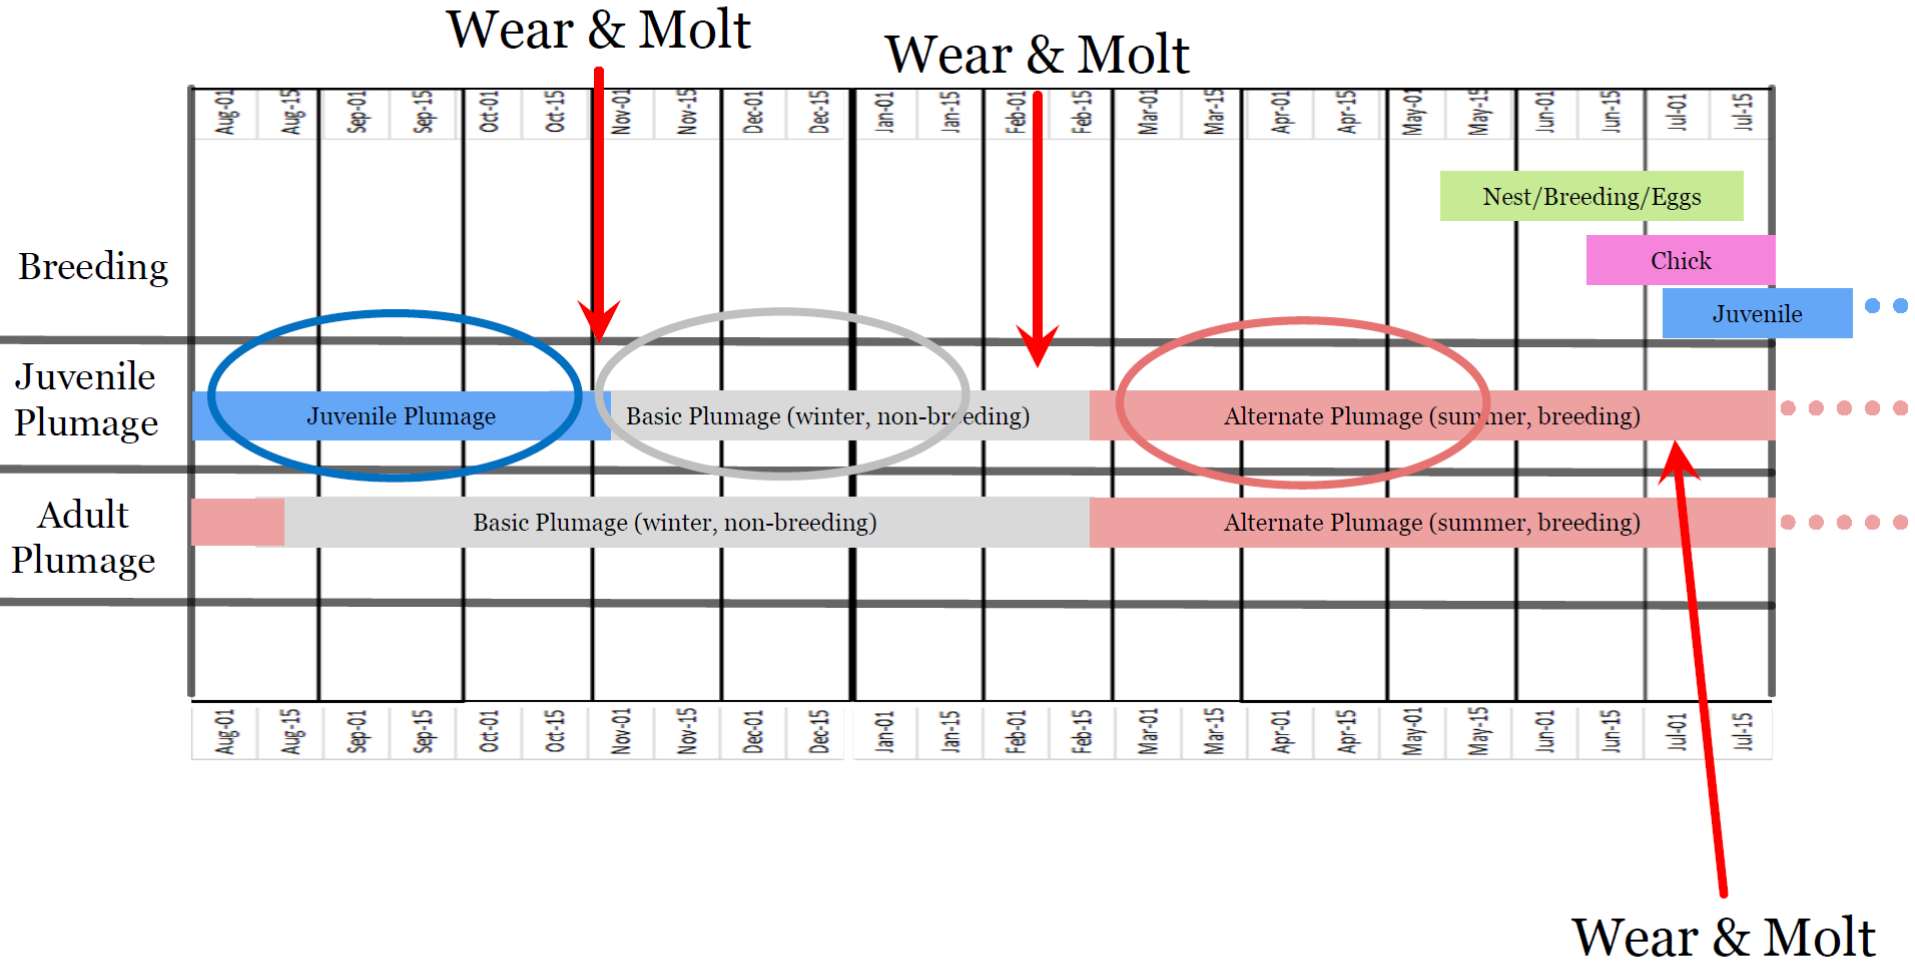 Wear & Molt
Wear & Molt
Aug-01 Aug-15 Sep-01 Sep-15 Oct-01 Oct-15 Nov-01 Nov-15 Dec-01 Dec-15 Jan-01 Jan-15 Feb-01 Feb-15 Mar-01 Mar-15 Apr-01 Apr-15 May-01 May-15 Jun-01 Jun-15 Jul-01 Jul-15
Nest/Breeding/Eggs
Breeding
Chick
Juvenile
Juvenile
Plumage
Juvenile Plumage
Basic Plumage (winter, non-breeding)
Alternate Plumage (summer, breeding)
Adult
Plumage
Basic Plumage (winter, non-breeding)
Alternate Plumage (summer, breeding)
Aug-01 Aug-15 Sep-01 Sep-15 Oct-01 Oct-15 Nov-01 Nov-15 Dec-01 Dec-15 Jan-01 Jan-15 Feb-01 Feb-15 Mar-01 Mar-15 Apr-01 Apr-15 May-01 May-15 Jun-01 Jun-15 Jul-01 Jul-15
Wear & Molt